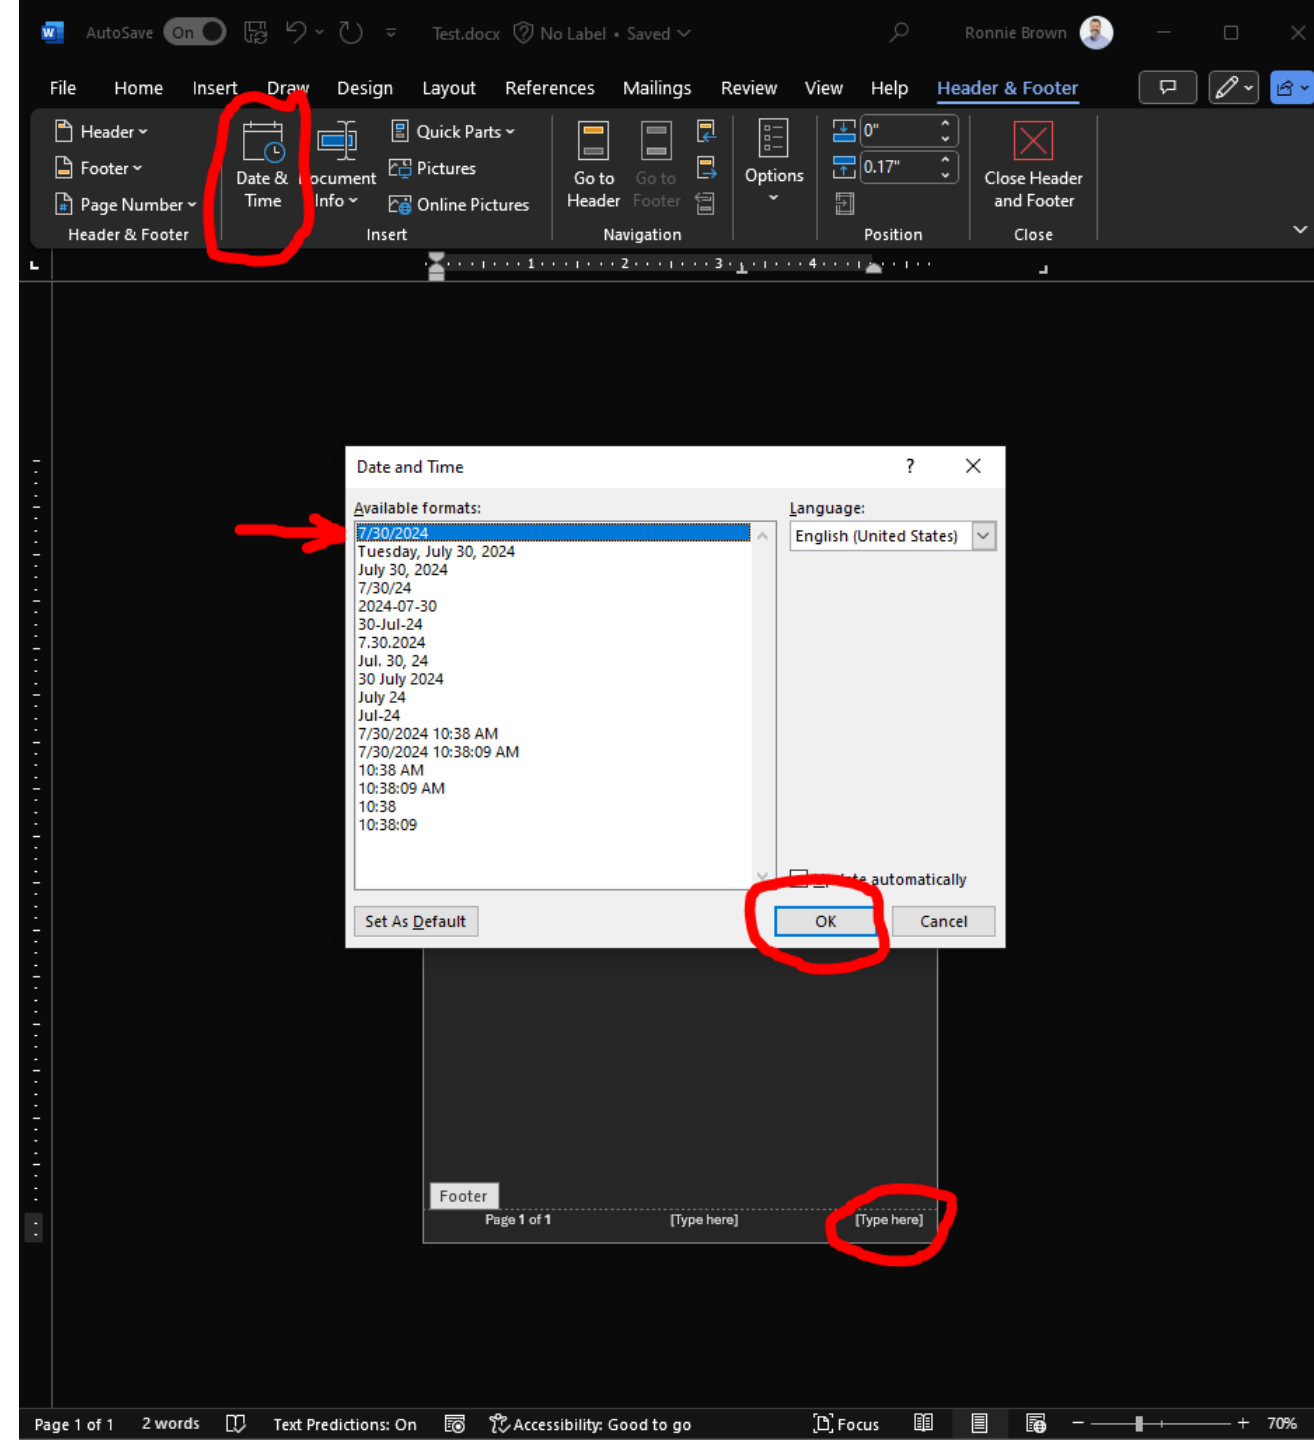 AutoSave On Test.docx No Label • Saved Ronnie Brown
File Home Insert Draw Design Layout References Mailings Review View Help Header & Footer
Header
Footer
Page Number
Header & Footer
Date &
Time
Document
Info
Quick Parts
Pictures
Online Pictures
Insert
Go to
Header
Go to
Footer
Navigation
Options
0"
0.17"
Position
Close Header
and Footer
Close
1 2 3 4
Date and Time ?
Available formats:
7/30/2024
Tuesday, July 30, 2024
July 30, 2024
7/30/24
2024-07-30
30-Jul-24
7.30.2024
Jul. 30, 24
30 July 2024
July 24
Jul-24
7/30/2024 10:38 AM
7/30/2024 10:38:09 AM
10:38 AM
10:38:09 AM
10:38
10:38:09
Language:
English (United States)
Update automatically
Set As Default OK Cancel
Footer
Page 1 of 1 [Type here] [Type here]
Page 1 of 1 2 words Text Predictions: On Accessibility: Good to go Focus 70%